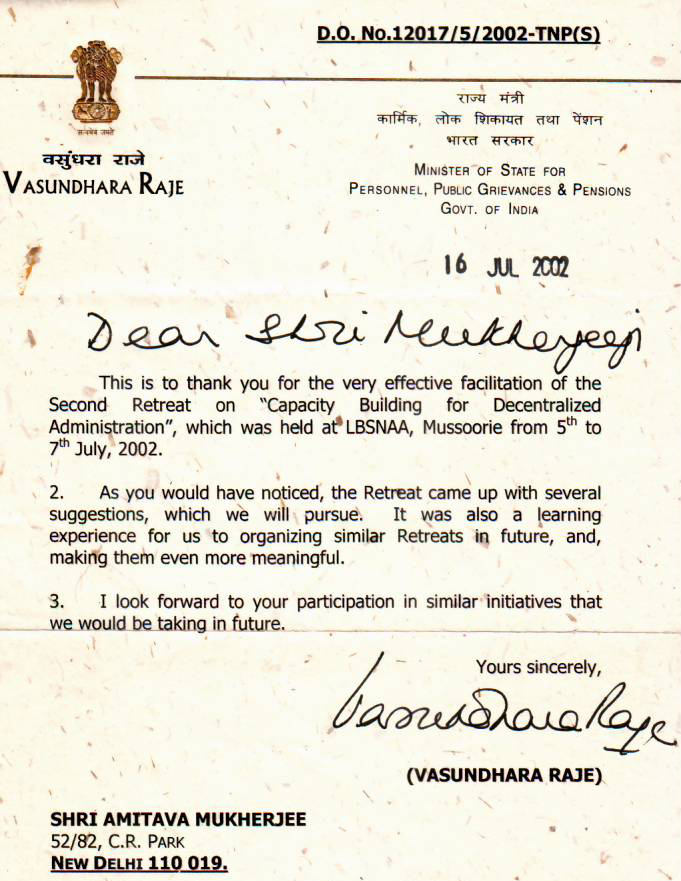 D.O. No.12017/5/2002-TNP(S)
सत्यमेव जयते
वसुंधरा राजे
VASUNDHARA RAJE
राज्य मंत्री
कार्मिक, लोक शिकायत तथा पेंशन
भारत सरकार
MINISTER OF STATE FOR
PERSONNEL, PUBLIC GRIEVANCES & PENSIONS
GOVT. OF INDIA
16 JUL 2002
Dear Shri Mukherjeeji
This is to thank you for the very effective facilitation of the
Second Retreat on “Capacity Building for Decentralized
Administration”, which was held at LBSNAA, Mussoorie from 5th to
7th July, 2002.
2. As you would have noticed, the Retreat came up with several
suggestions, which we will pursue. It was also a learning
experience for us to organizing similar Retreats in future, and,
making them even more meaningful.
3. I look forward to your participation in similar initiatives that
we would be taking in future.
Yours sincerely,
Vasundhara Raje
(VASUNDHARA RAJE)
SHRI AMITAVA MUKHERJEE
52/82, C.R. PARK
NEW DELHI 110 019.